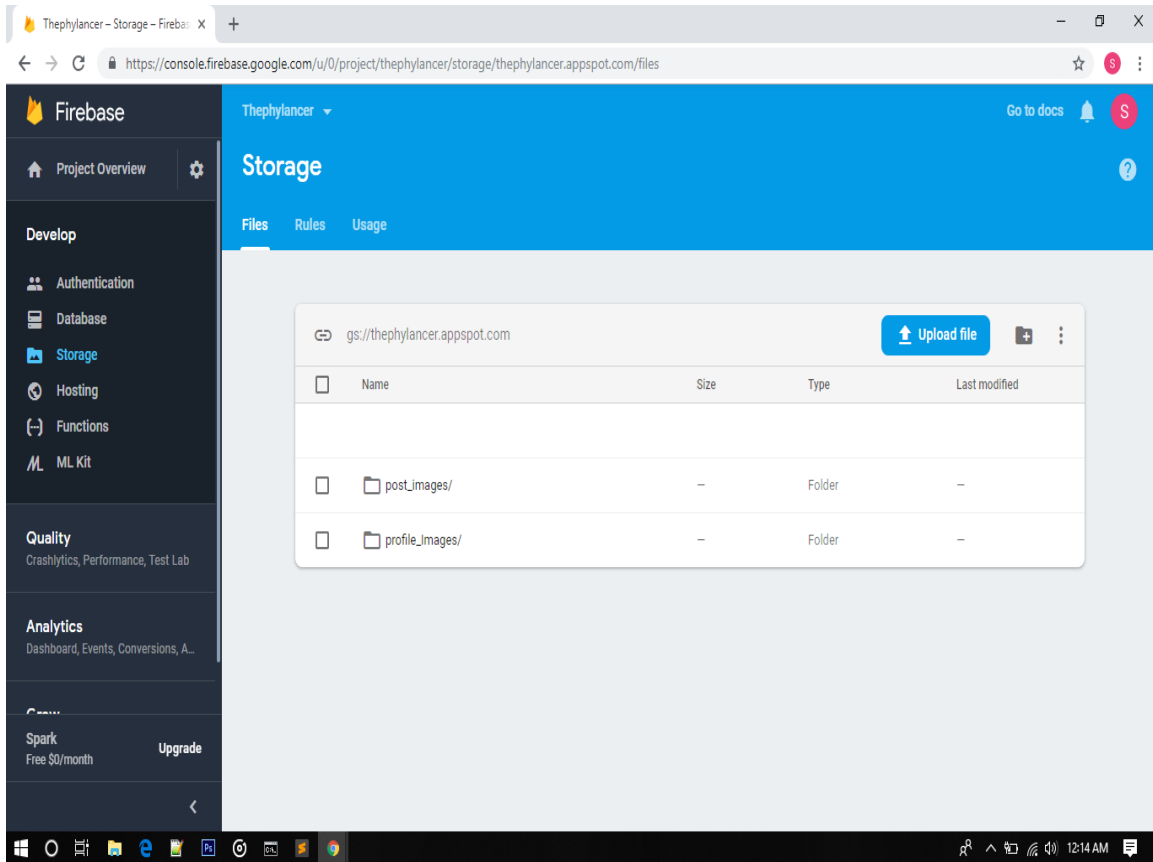 Thephylancer – Storage – Firebas
https://console.firebase.google.com/u/0/project/thephylancer/storage/thephylancer.appspot.com/files
S
Firebase
Thephylancer
Go to docs
S
Project Overview
Storage
?
Files Rules Usage
Develop
Authentication
Database
Storage
Hosting
Functions
ML Kit
gs://thephylancer.appspot.com
Upload file
Name Size Type Last modified
post_images/ – Folder –
profile_Images/ – Folder –
Quality
Crashlytics, Performance, Test Lab
Analytics
Dashboard, Events, Conversions, A...
Spark
Free $0/month
Upgrade
Ps
12:14 AM